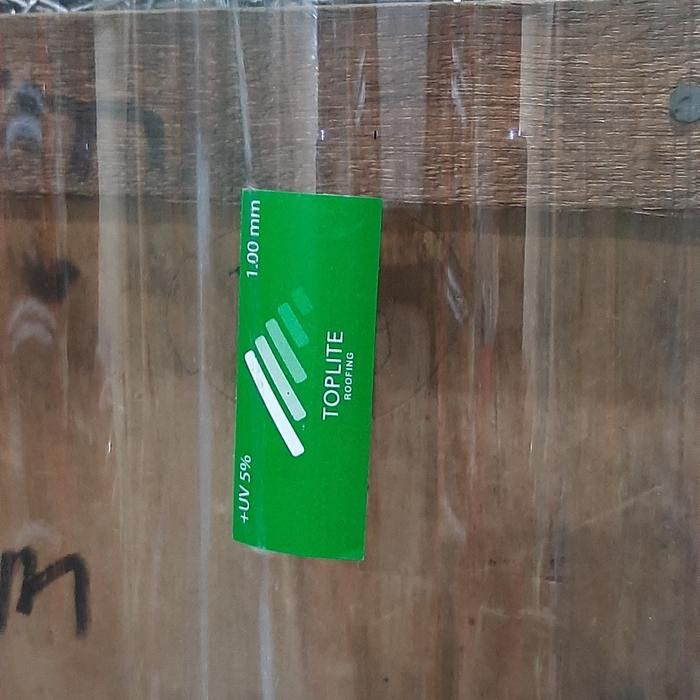 +UV 5%
1.00 mm
TOPLITE
ROOFING
m